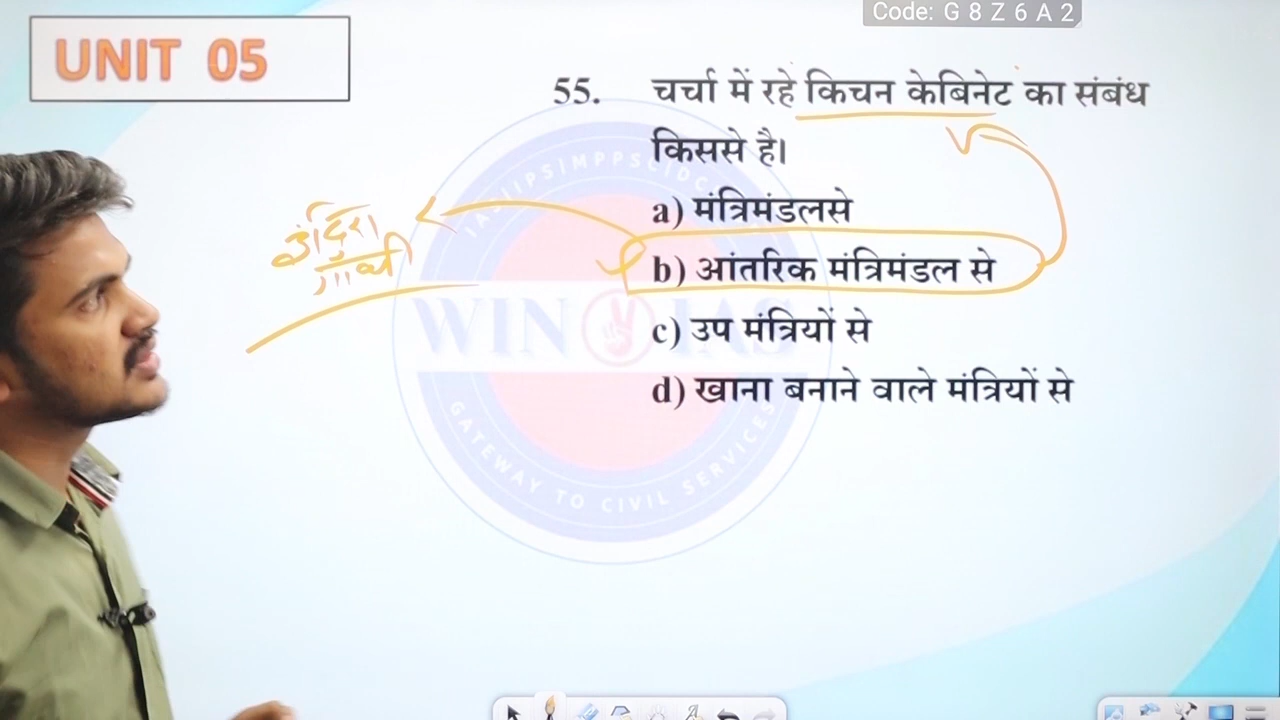 Code: G 8 Z 6 A 2
UNIT 05
55. चर्चा में रहे किचन केबिनेट का संबंध
किससे है।
a) मंत्रिमंडलसे
b) आंतरिक मंत्रिमंडल से
c) उप मंत्रियों से
d) खाना बनाने वाले मंत्रियों से
इंदिरा
गाँधी
WIN IAS
GATEWAY TO CIVIL SERVICES